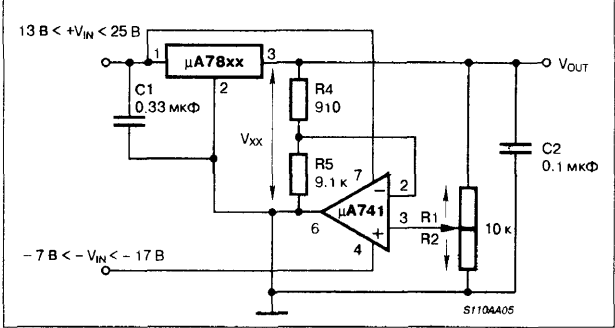 13 В < +VIN < 25 В
1
µA78xx
3
2
C1
0.33 мкФ
VXX
R4
910
R5
9.1 к
7
2
µA741
3
6
4
R1
R2
10 к
VOUT
C2
0.1 мкФ
– 7 В < – VIN < – 17 В
S110AA05